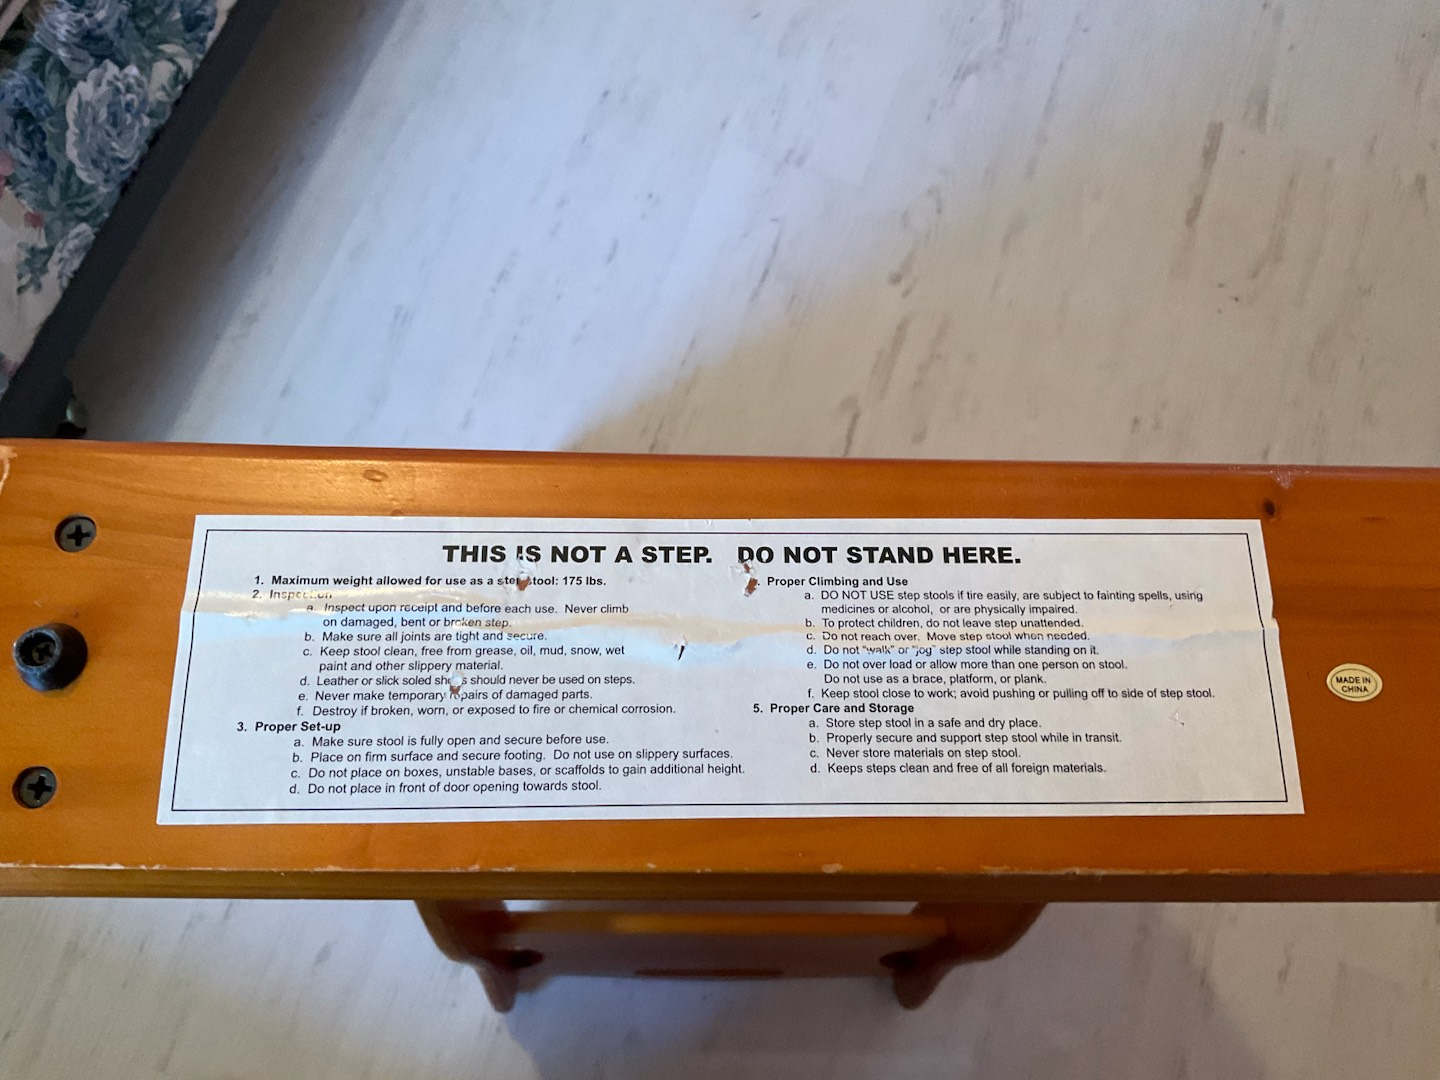 THIS IS NOT A STEP. DO NOT STAND HERE.
1. Maximum weight allowed for use as a step stool: 175 lbs.
2. Inspection
a. Inspect upon receipt and before each use. Never climb
on damaged, bent or broken step.
b. Make sure all joints are tight and secure.
c. Keep stool clean, free from grease, oil, mud, snow, wet
paint and other slippery material.
d. Leather or slick soled shoes should never be used on steps.
e. Never make temporary repairs of damaged parts.
f. Destroy if broken, worn, or exposed to fire or chemical corrosion.
3. Proper Set-up
a. Make sure stool is fully open and secure before use.
b. Place on firm surface and secure footing. Do not use on slippery surfaces.
c. Do not place on boxes, unstable bases, or scaffolds to gain additional height.
d. Do not place in front of door opening towards stool.
Proper Climbing and Use
a. DO NOT USE step stools if tire easily, are subject to fainting spells, using
medicines or alcohol, or are physically impaired.
b. To protect children, do not leave step unattended.
c. Do not reach over. Move step stool when needed.
d. Do not "walk" or "jog" step stool while standing on it.
e. Do not over load or allow more than one person on stool.
Do not use as a brace, platform, or plank.
f. Keep stool close to work; avoid pushing or pulling off to side of step stool.
5. Proper Care and Storage
a. Store step stool in a safe and dry place.
b. Properly secure and support step stool while in transit.
c. Never store materials on step stool.
d. Keeps steps clean and free of all foreign materials.
MADE IN
CHINA